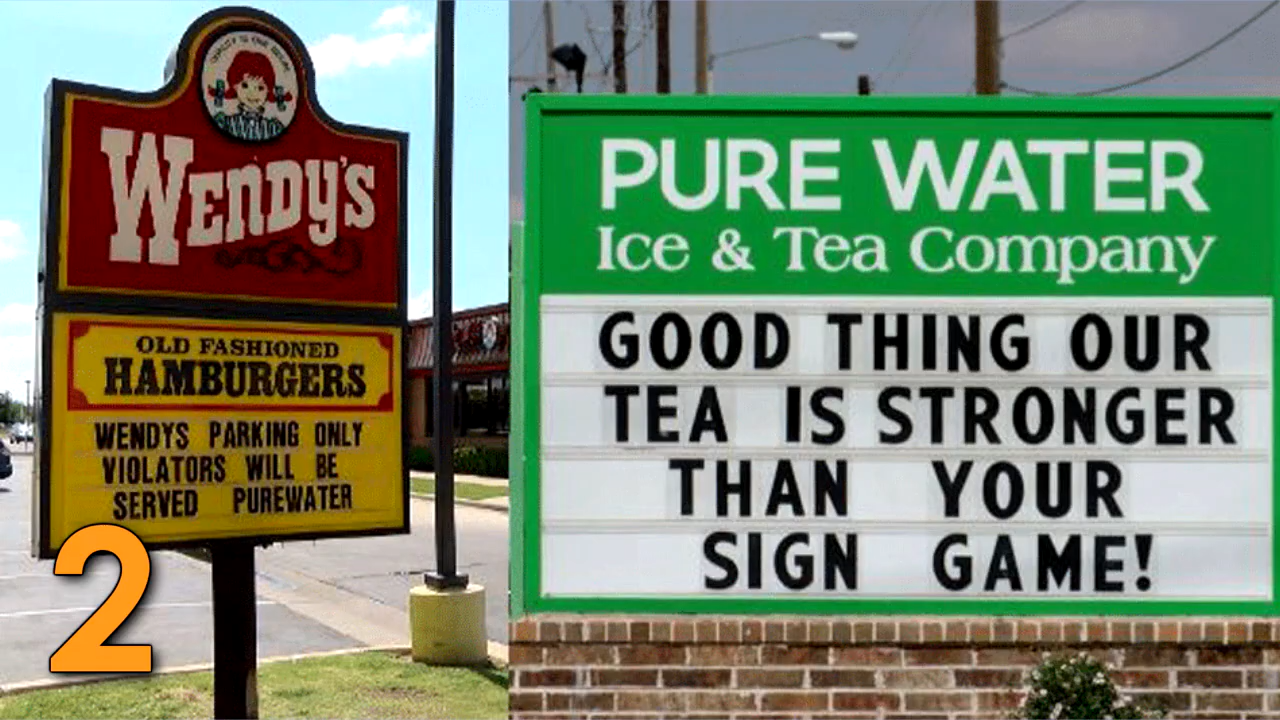 Wendy's
OLD FASHIONED
HAMBURGERS
WENDYS PARKING ONLY
VIOLATORS WILL BE
SERVED PUREWATER
2
PURE WATER
Ice & Tea Company
GOOD THING OUR
TEA IS STRONGER
THAN YOUR
SIGN GAME!